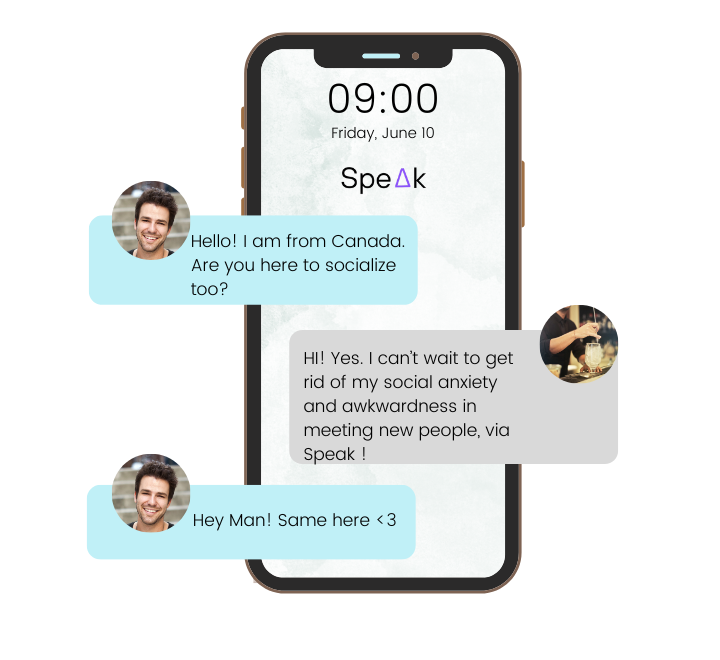 09:00
Friday, June 10
SpeΔk
Hello! I am from Canada.
Are you here to socialize
too?
HI! Yes. I can't wait to get
rid of my social anxiety
and awkwardness in
meeting new people, via
Speak !
Hey Man! Same here <3